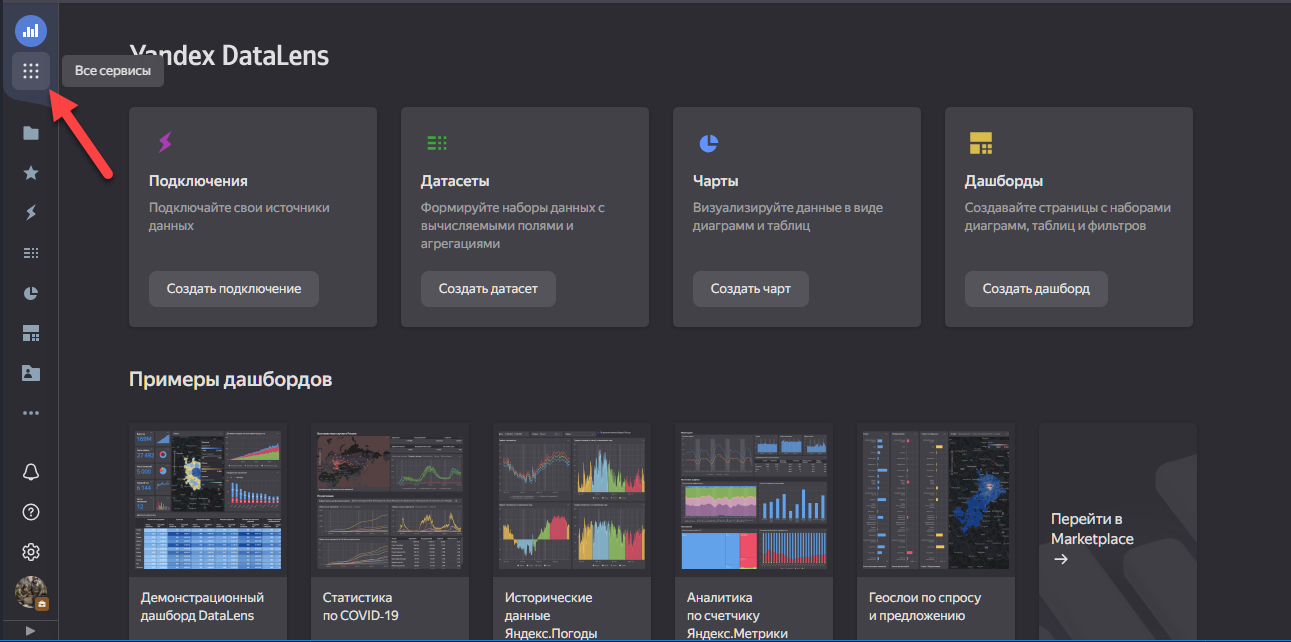 Yandex DataLens
Все сервисы
Подключения
Подключайте свои источники
данных
Создать подключение
Датасеты
Формируйте наборы данных с
вычисляемыми полями и
агрегациями
Создать датасет
Чарты
Визуализируйте данные в виде
диаграмм и таблиц
Создать чарт
Дашборды
Создавайте страницы с наборами
диаграмм, таблиц и фильтров
Создать дашборд
Примеры дашбордов
Демонстрационный
дашборд DataLens
Статистика
по COVID-19
Исторические
данные
Яндекс.Погоды
Аналитика
по счетчику
Яндекс.Метрики
Геослои по спросу
и предложению
Перейти в
Marketplace